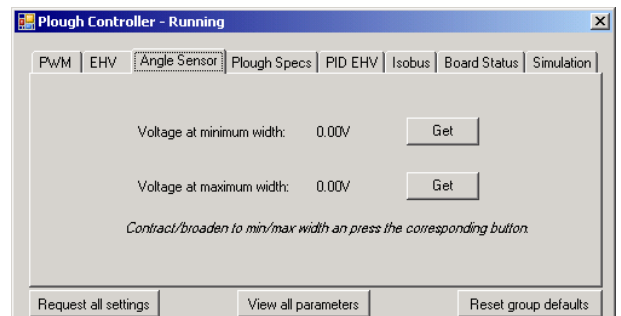 Plough Controller - Running
PWM EHV Angle Sensor Plough Specs PID EHV Isobus Board Status Simulation
Voltage at minimum width: 0.00V Get
Voltage at maximum width: 0.00V Get
Contract/broaden to min/max width an press the corresponding button.
Request all settings View all parameters Reset group defaults